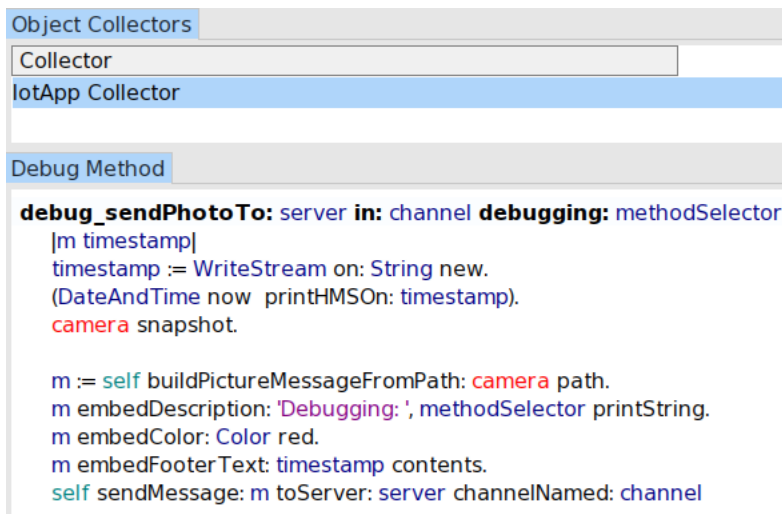 Object Collectors
Collector
IotApp Collector
Debug Method
debug_sendPhotoTo: server in: channel debugging: methodSelector
|m timestamp|
timestamp := WriteStream on: String new.
(DateAndTime now  printHMSOn: timestamp).
camera snapshot.
m := self buildPictureMessageFromPath: camera path.
m embedDescription: 'Debugging: ', methodSelector printString.
m embedColor: Color red.
m embedFooterText: timestamp contents.
self sendMessage: m toServer: server channelNamed: channel